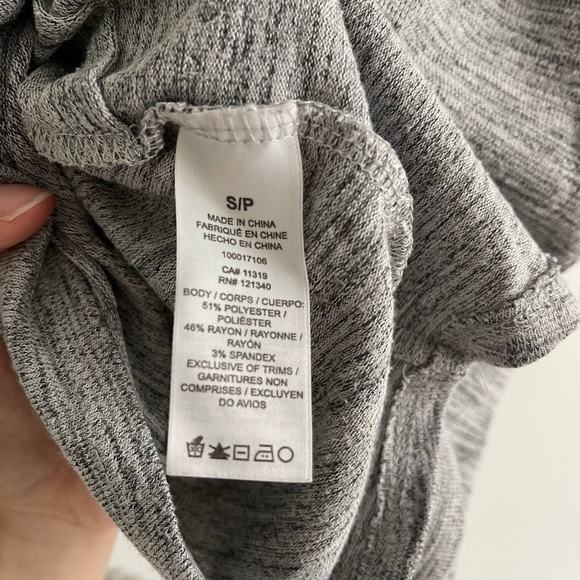 S/P
MADE IN CHINA
FABRIQUÉ EN CHINE
HECHO EN CHINA
100017106
CA# 11319
RN# 121340
BODY / CORPS / CUERPO:
51% POLYESTER /
POLIÉSTER
46% RAYON / RAYONNE /
RAYÓN
3% SPANDEX
EXCLUSIVE OF TRIMS /
GARNITURES NON
COMPRISES / EXCLUYEN
DO AVIOS